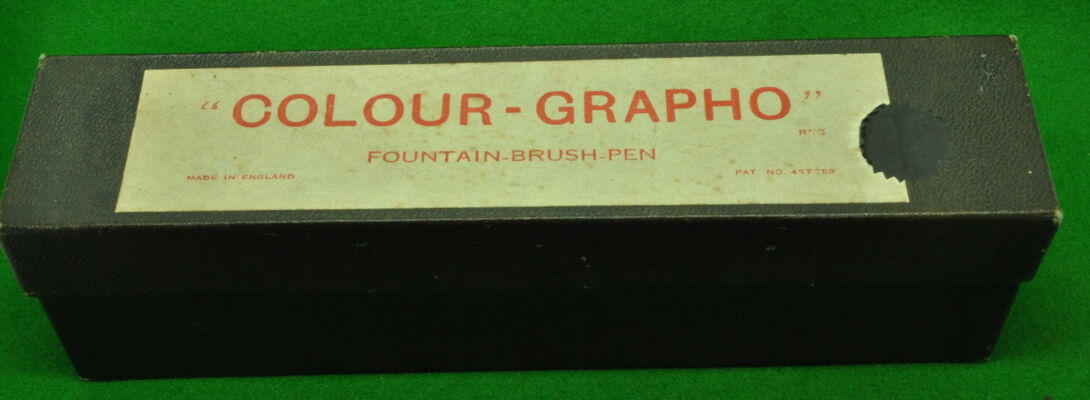 "COLOUR-GRAPHO"
FOUNTAIN-BRUSH-PEN
MADE IN ENGLAND
PAT. NO.